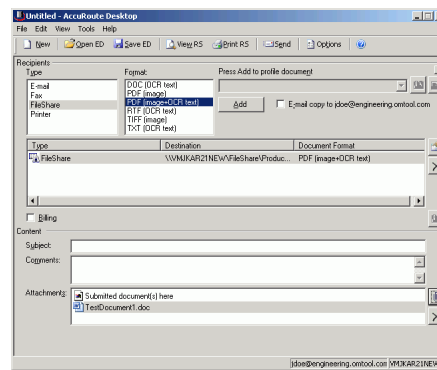 Untitled - AccuRoute Desktop
File Edit View Tools Help
New Open ED Save ED View RS Print RS Send Options
Recipients
Type Format: Press Add to profile document
E-mail
Fax
FileShare
Printer
DOC (OCR text)
PDF (image)
PDF (image+OCR text)
RTF (OCR text)
TIFF (image)
TXT (OCR text)
Add E-mail copy to jdoe@engineering.omtool.com
Type Destination Document Format
FileShare \\VMJKAR21NEW\FileShare\Produc... PDF (image+OCR text)
Billing
Content
Subject:
Comments:
Attachments: Submitted document(s) here
TestDocument1.doc
jdoe@engineering.omtool.com VMJKAR21NEW